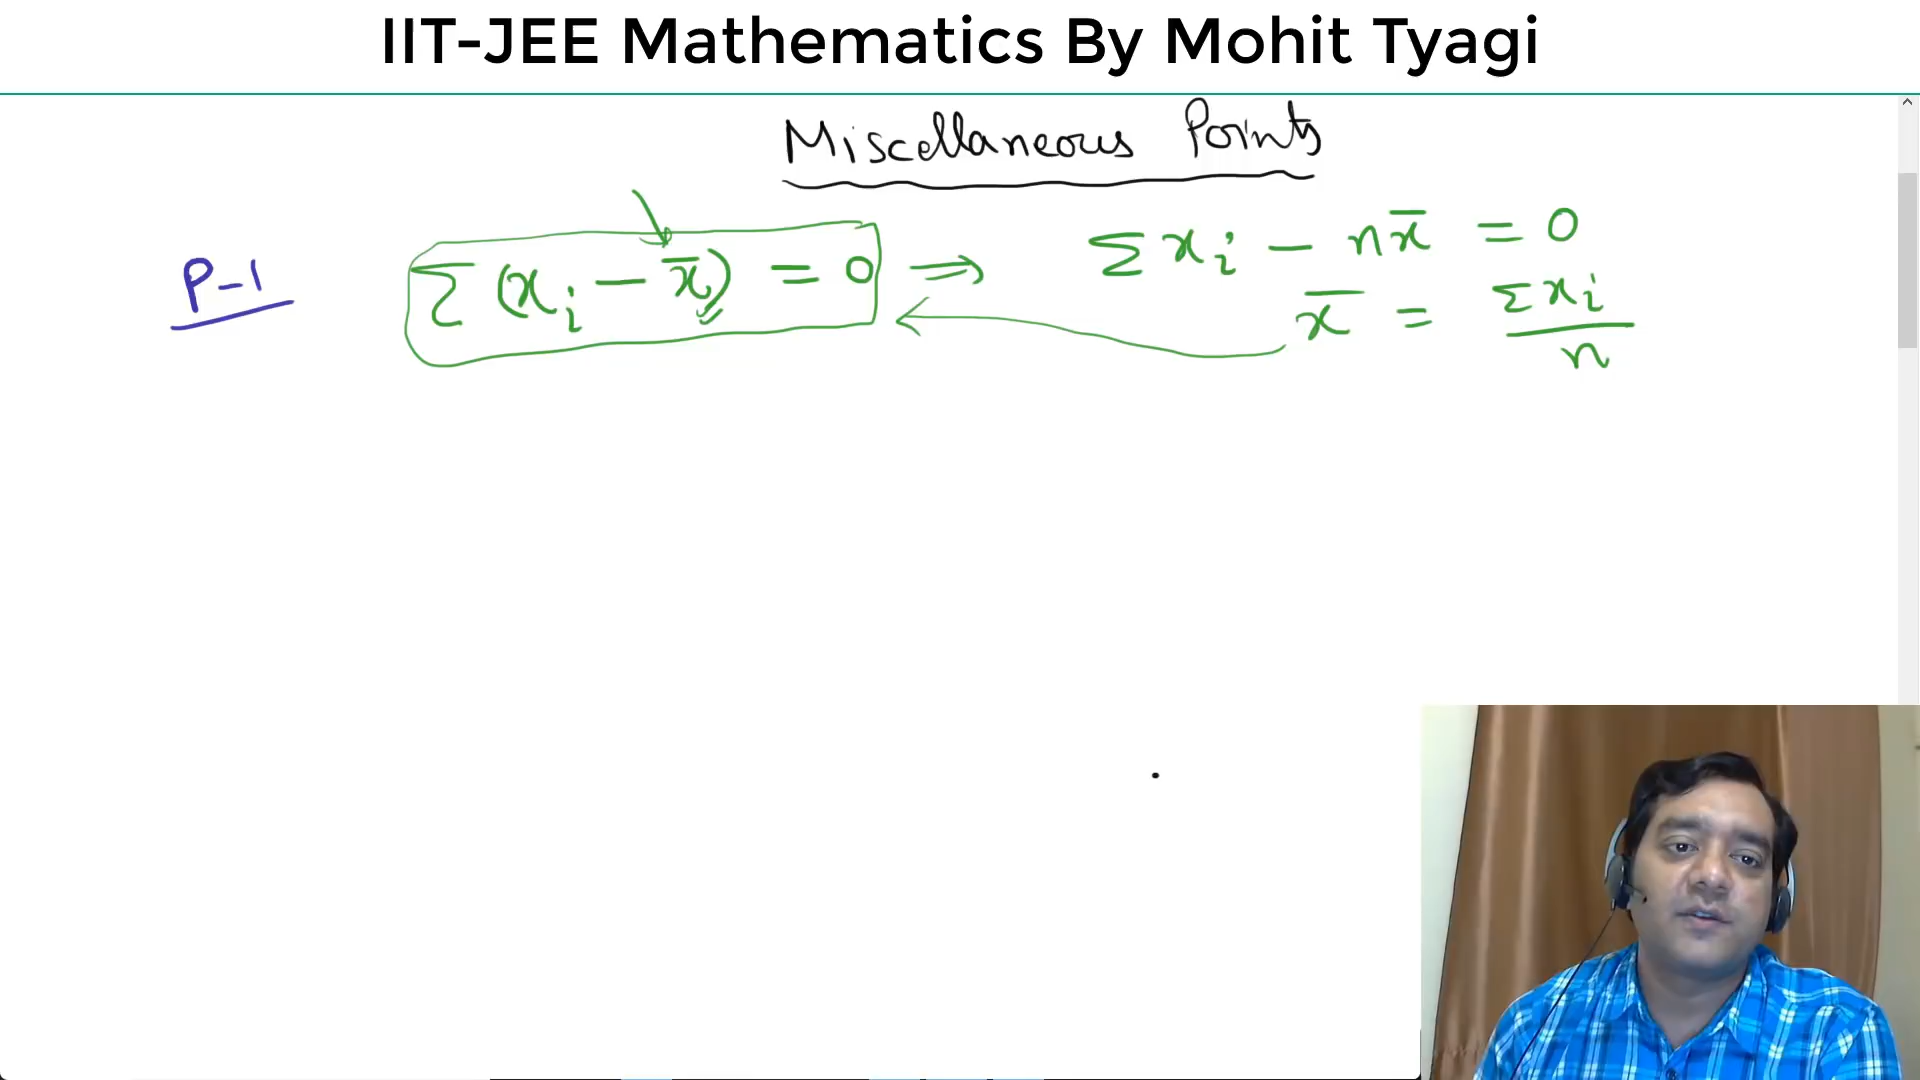 IIT-JEE Mathematics By Mohit Tyagi
Miscellaneous Points
P-1 Σ(xᵢ − x̄) = 0 ⇒ Σxᵢ − nx̄ = 0
x̄ = Σxᵢ / n